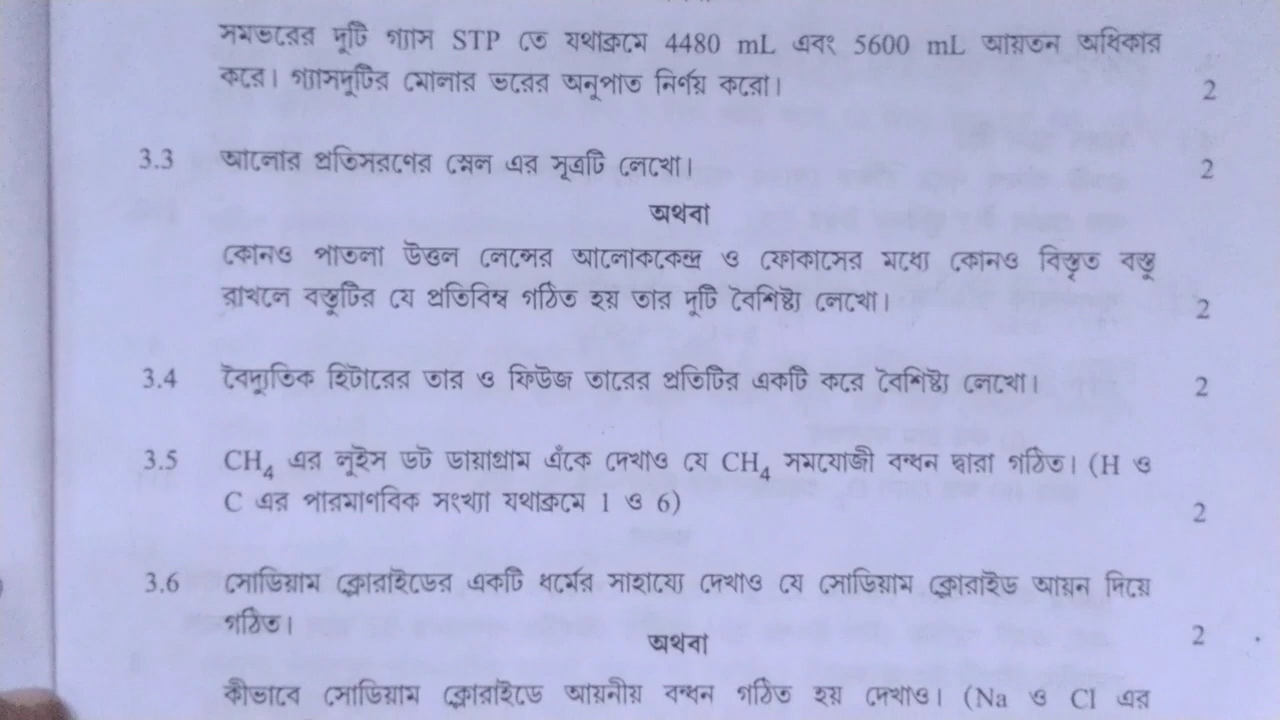 সমভরের দুটি গ্যাস STP তে যথাক্রমে 4480 mL এবং 5600 mL আয়তন অধিকার
করে। গ্যাসদুটির মোলার ভরের অনুপাত নির্ণয় করো। 2
3.3 আলোর প্রতিসরণের স্নেল এর সূত্রটি লেখো। 2
অথবা
কোনও পাতলা উত্তল লেন্সের আলোককেন্দ্র ও ফোকাসের মধ্যে কোনও বিস্তৃত বস্তু
রাখলে বস্তুটির যে প্রতিবিম্ব গঠিত হয় তার দুটি বৈশিষ্ট্য লেখো। 2
3.4 বৈদ্যুতিক হিটারের তার ও ফিউজ তারের প্রতিটির একটি করে বৈশিষ্ট্য লেখো। 2
3.5 CH₄ এর লুইস ডট ডায়াগ্রাম এঁকে দেখাও যে CH₄ সমযোজী বন্ধন দ্বারা গঠিত। (H ও
C এর পারমাণবিক সংখ্যা যথাক্রমে 1 ও 6) 2
3.6 সোডিয়াম ক্লোরাইডের একটি ধর্মের সাহায্যে দেখাও যে সোডিয়াম ক্লোরাইড আয়ন দিয়ে
গঠিত। 2
অথবা
কীভাবে সোডিয়াম ক্লোরাইডে আয়নীয় বন্ধন গঠিত হয় দেখাও। (Na ও Cl এর